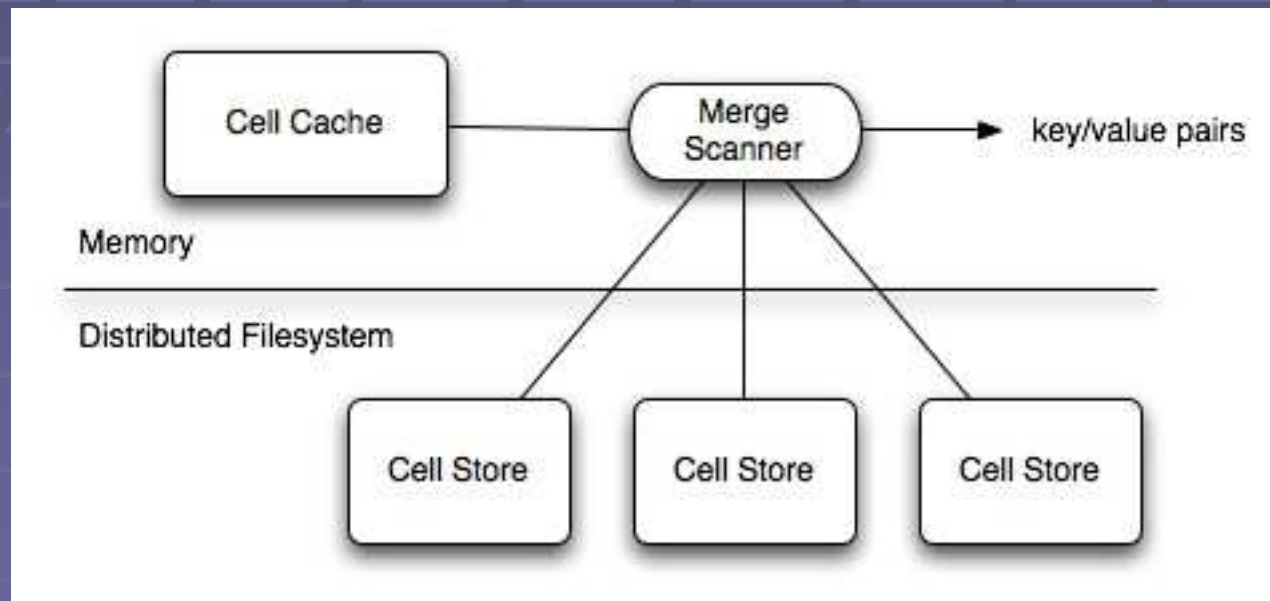 Cell Cache
Merge
Scanner
key/value pairs
Memory
Distributed Filesystem
Cell Store
Cell Store
Cell Store